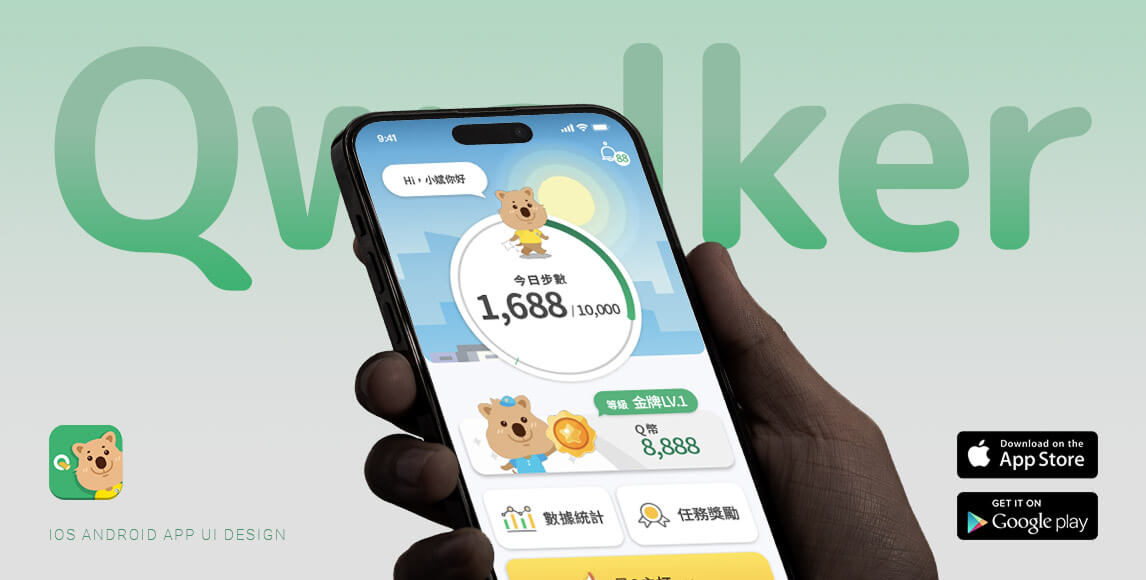 Qwalker
9:41
88
Hi，小斌你好
今日步數
1,688 / 10,000
等級 金牌LV.1
Q幣
8,888
數據統計
任務獎勵
IOS ANDROID APP UI DESIGN
Download on the
App Store
GET IT ON
Google play